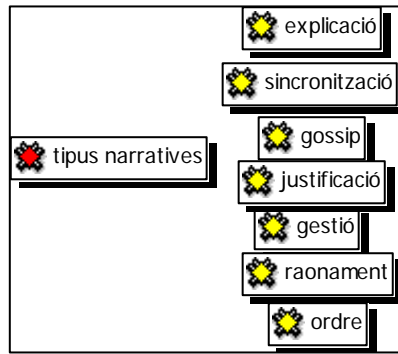 explicació
sincronització
gossip
tipus narratives
justificació
gestió
raonament
ordre